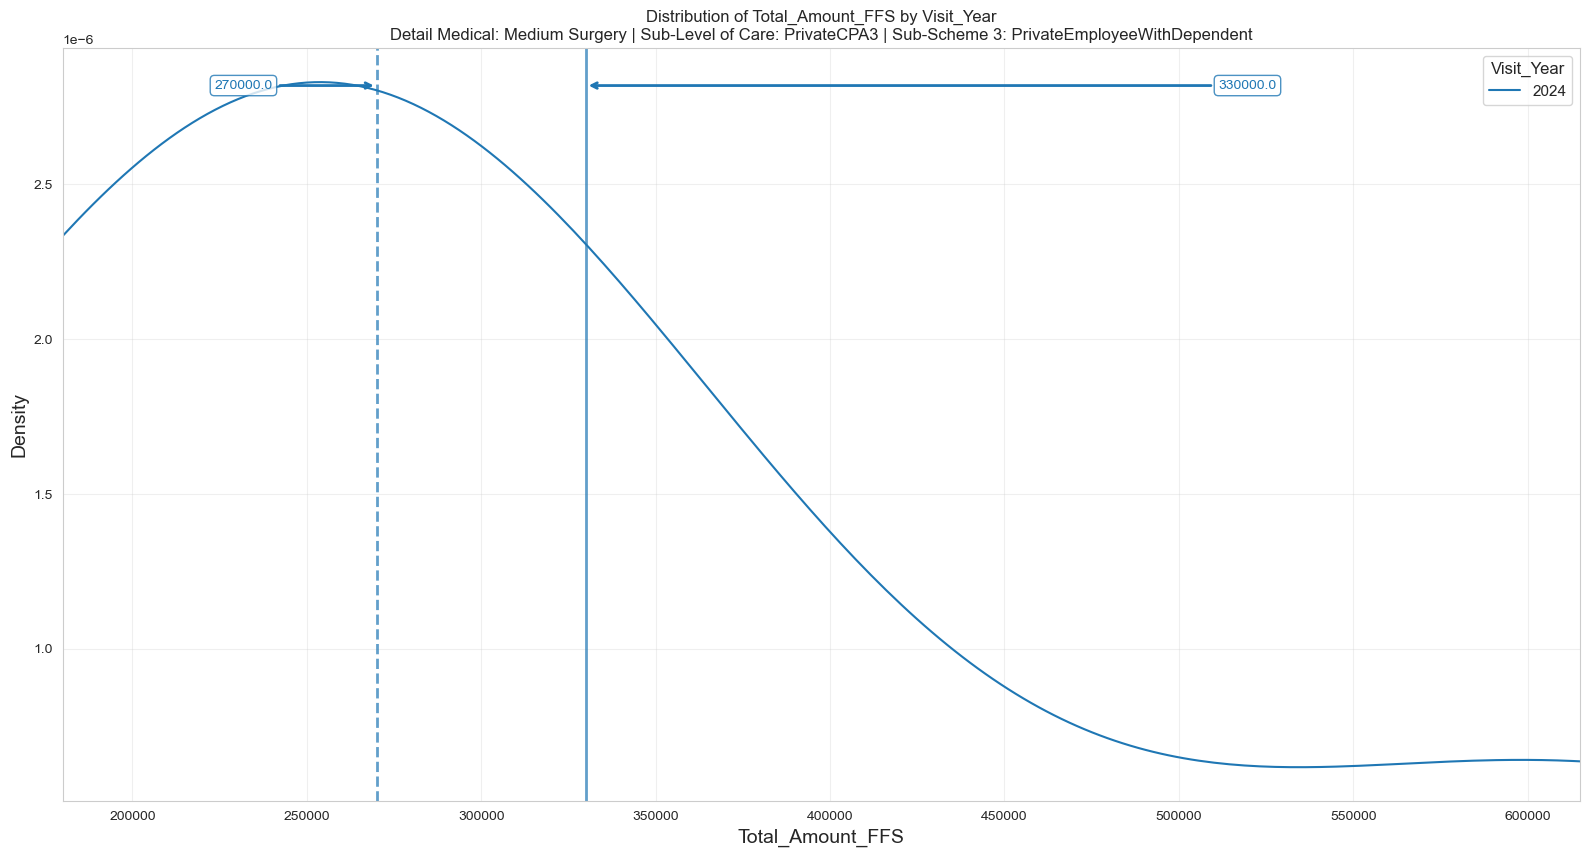 Distribution of Total_Amount_FFS by Visit_Year
Detail Medical: Medium Surgery | Sub-Level of Care: PrivateCPA3 | Sub-Scheme 3: PrivateEmployeeWithDependent
1e−6
270000.0
330000.0
Visit_Year
2024
2.5
2.0
1.5
1.0
Density
200000
250000
300000
350000
400000
450000
500000
550000
600000
Total_Amount_FFS